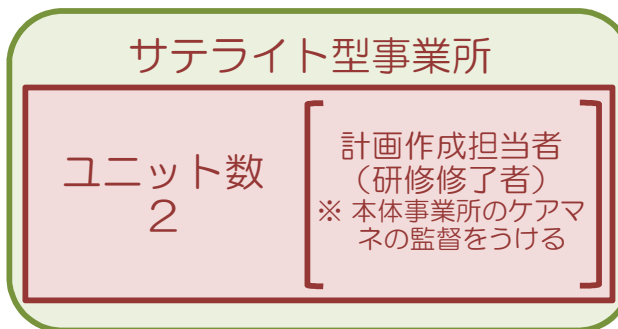 サテライト型事業所
ユニット数
2
計画作成担当者
（研修修了者）
※ 本体事業所のケアマ
ネの監督をうける